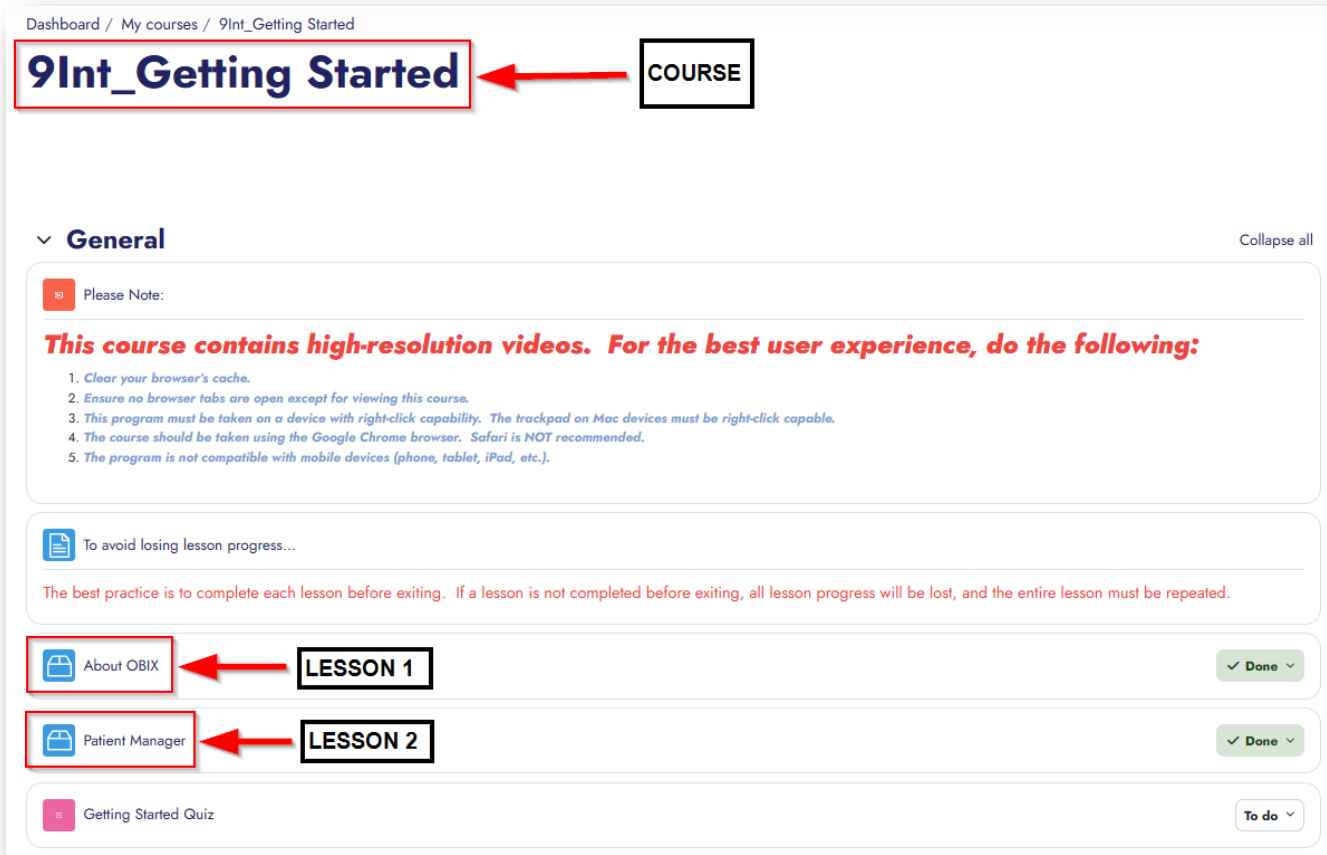 Dashboard / My courses / 9Int_Getting Started
9Int_Getting Started
COURSE
General
Collapse all
Please Note:
This course contains high-resolution videos.  For the best user experience, do the following:
1. Clear your browser's cache.
2. Ensure no browser tabs are open except for viewing this course.
3. This program must be taken on a device with right-click capability.  The trackpad on Mac devices must be right-click capable.
4. The course should be taken using the Google Chrome browser.  Safari is NOT recommended.
5. The program is not compatible with mobile devices (phone, tablet, iPad, etc.).
To avoid losing lesson progress...
The best practice is to complete each lesson before exiting.  If a lesson is not completed before exiting, all lesson progress will be lost, and the entire lesson must be repeated.
About OBIX
LESSON 1
Done
Patient Manager
LESSON 2
Done
Getting Started Quiz
To do